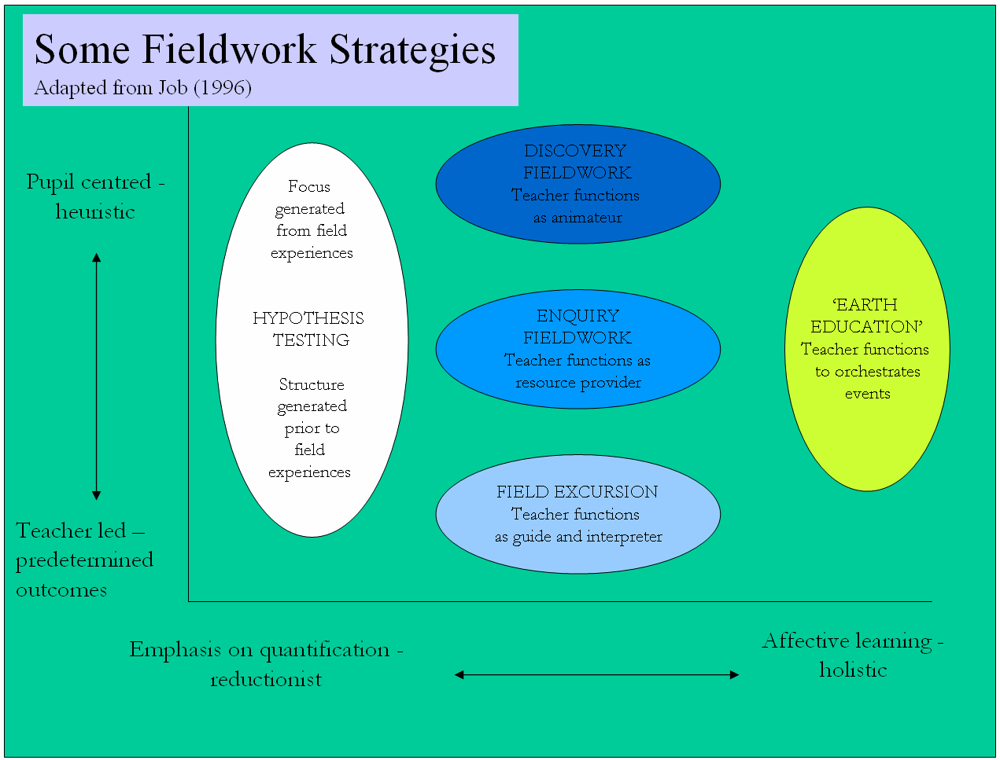 Some Fieldwork Strategies
Adapted from Job (1996)
Pupil centred -
heuristic
Teacher led –
predetermined
outcomes
Focus
generated
from field
experiences
HYPOTHESIS
TESTING
Structure
generated
prior to
field
experiences
DISCOVERY
FIELDWORK
Teacher functions
as animateur
ENQUIRY
FIELDWORK
Teacher functions as
resource provider
FIELD EXCURSION
Teacher functions
as guide and interpreter
‘EARTH
EDUCATION’
Teacher functions
to orchestrates
events
Emphasis on quantification -
reductionist
Affective learning -
holistic